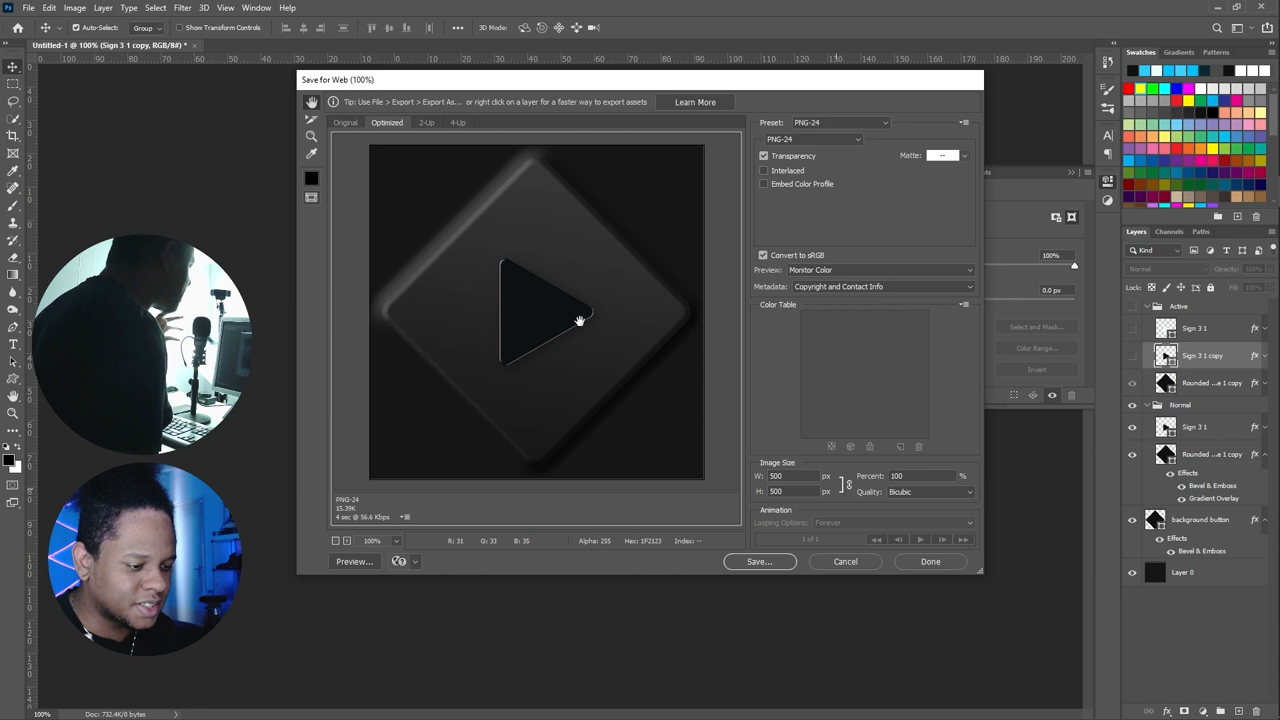 File Edit Image Layer Type Select Filter 3D View Window Help
Auto-Select: Group Show Transform Controls 3D Mode:
Untitled-1 @ 100% (Sign 3 1 copy, RGB/8#) *
Save for Web (100%)
Tip: Use File > Export > Export As... or right click on a layer for a faster way to export assets
Learn More
Original Optimized 2-Up 4-Up
Preset: PNG-24
PNG-24
Transparency Matte: --
Interlaced
Embed Color Profile
Convert to sRGB
Preview: Monitor Color
Metadata: Copyright and Contact Info
Color Table
Image Size
W: 500 px Percent: 100 %
H: 500 px Quality: Bicubic
Animation
Looping Options: Forever
1 of 1
PNG-24
15.39K
4 sec @ 56.6 Kbps
100% R: 31 G: 33 B: 35 Alpha: 255 Hex: 1F2123 Index: --
Preview... Save... Cancel Done
Swatches Gradients Patterns
100%
0.0 px
Select and Mask...
Color Range...
Invert
Layers Channels Paths
Kind
Normal Opacity: 100%
Lock: Fill: 100%
Active
Sign 3 1 fx
Sign 3 1 copy fx
Rounded ...e 1 copy fx
Normal
Sign 3 1 fx
Rounded ...e 1 copy fx
Effects
Bevel & Emboss
Gradient Overlay
background button fx
Effects
Bevel & Emboss
Layer 0
100% Doc: 732.4K/0 bytes